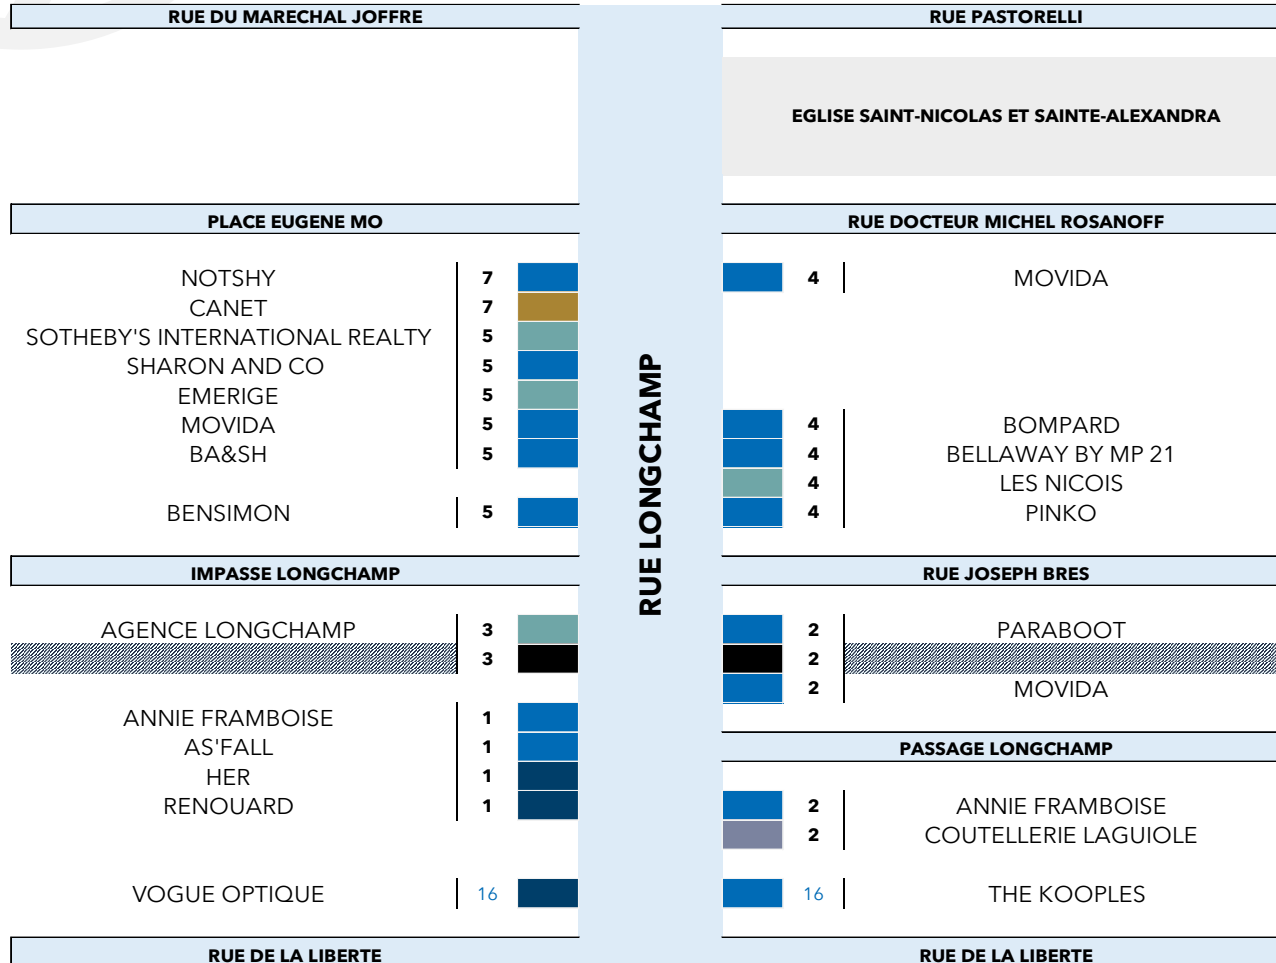 RUE DU MARECHAL JOFFRE
RUE PASTORELLI
EGLISE SAINT-NICOLAS ET SAINTE-ALEXANDRA
PLACE EUGENE MO
RUE DOCTEUR MICHEL ROSANOFF
NOTSHY 7
4 MOVIDA
CANET 7
SOTHEBY'S INTERNATIONAL REALTY 5
SHARON AND CO 5
EMERIGE 5
MOVIDA 5
4 BOMPARD
BA&SH 5
4 BELLAWAY BY MP 21
4 LES NICOIS
BENSIMON 5
4 PINKO
RUE LONGCHAMP
IMPASSE LONGCHAMP
RUE JOSEPH BRES
AGENCE LONGCHAMP 3
2 PARABOOT
3
2
2 MOVIDA
ANNIE FRAMBOISE 1
AS'FALL 1
PASSAGE LONGCHAMP
HER 1
RENOUARD 1
2 ANNIE FRAMBOISE
2 COUTELLERIE LAGUIOLE
VOGUE OPTIQUE 16
16 THE KOOPLES
RUE DE LA LIBERTE
RUE DE LA LIBERTE